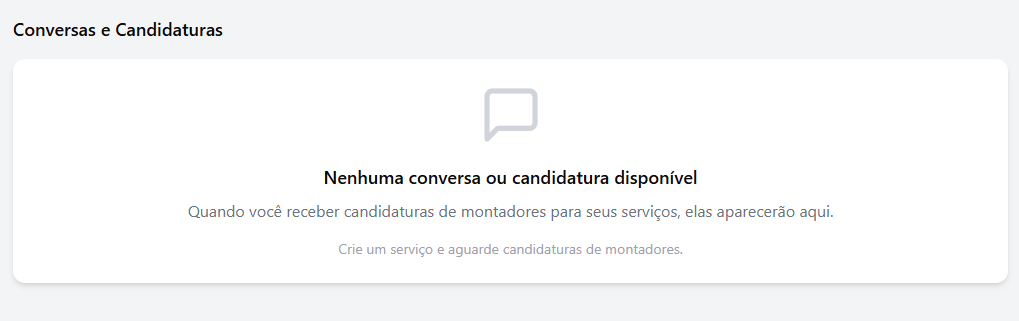 Conversas e Candidaturas
Nenhuma conversa ou candidatura disponível
Quando você receber candidaturas de montadores para seus serviços, elas aparecerão aqui.
Crie um serviço e aguarde candidaturas de montadores.